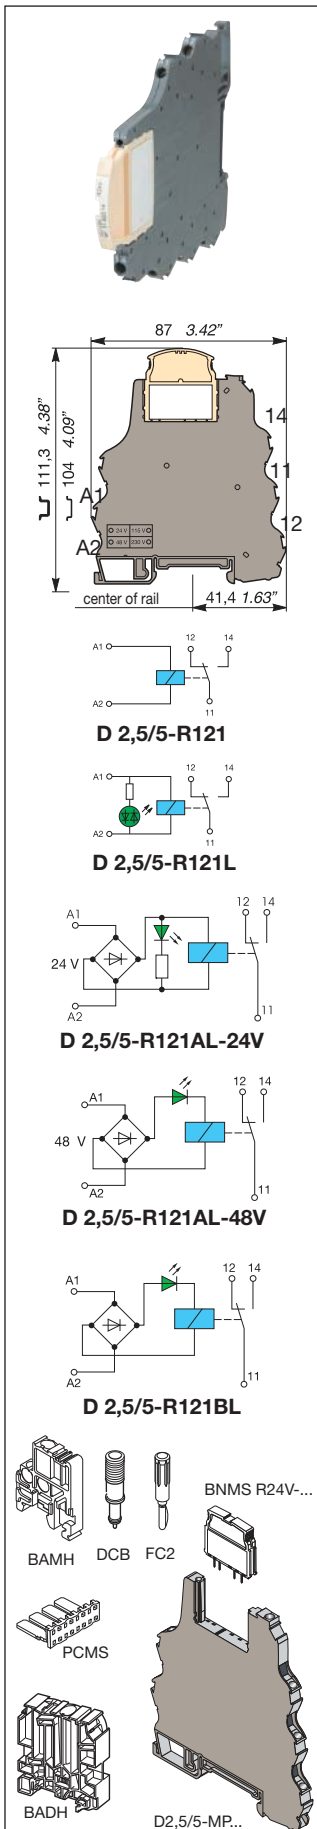 87 3.42”
111,3 4.38”
104 4.09”
14
11
12
A1
A2
24 V 115 V
48 V 230 V
center of rail
41,4 1.63”
A1 12 14
A2 11
D 2,5/5-R121
A1 12 14
A2 11
D 2,5/5-R121L
A1 12 14
24 V
A2 11
D 2,5/5-R121AL-24V
A1 12 14
48 V
A2 11
D 2,5/5-R121AL-48V
A1 12 14
A2 11
D 2,5/5-R121BL
BAMH DCB FC2 BNMS R24V-...
PCMS
BADH D2,5/5-MP...